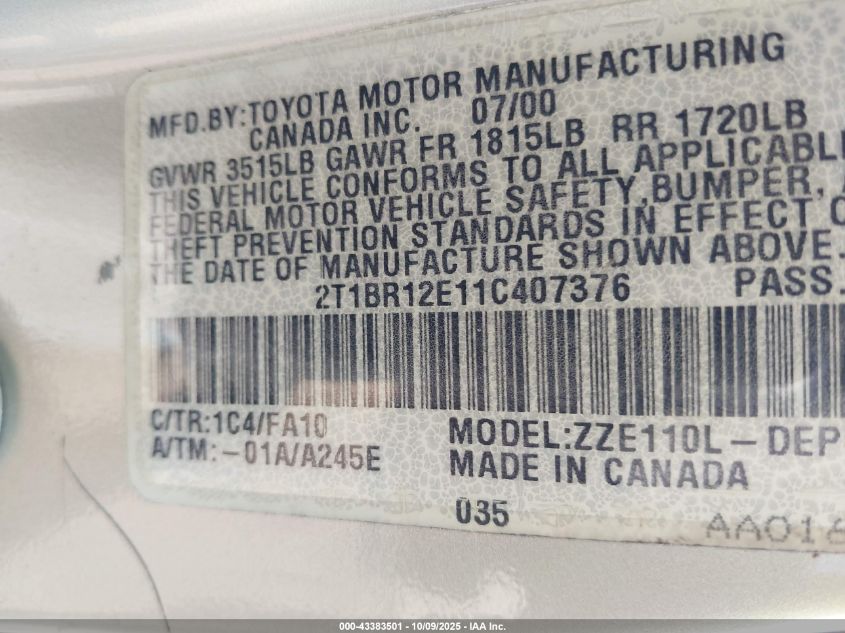 MFD.BY:TOYOTA MOTOR MANUFACTURING
CANADA INC. 07/00
GVWR 3515LB GAWR FR 1815LB RR 1720LB
THIS VEHICLE CONFORMS TO ALL APPLICABL
FEDERAL MOTOR VEHICLE SAFETY,BUMPER,
THEFT PREVENTION STANDARDS IN EFFECT
THE DATE OF MANUFACTURE SHOWN ABOVE.
2T1BR12E11C407376 PASS.
C/TR:1C4/FA10
A/TM:-01A/A245E
MODEL:ZZE110L-DEP
MADE IN CANADA
035
AA016
000-43383501 - 10/09/2025 - IAA Inc.